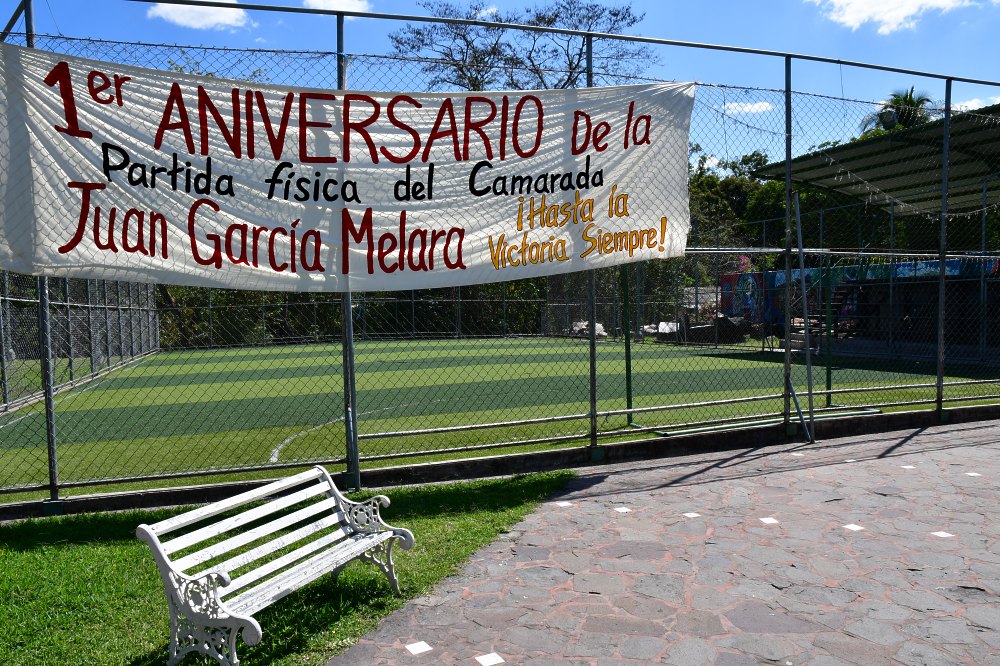 1er ANIVERSARIO De la
Partida física del Camarada
Juan García Melara
¡Hasta la
Victoria Siempre!